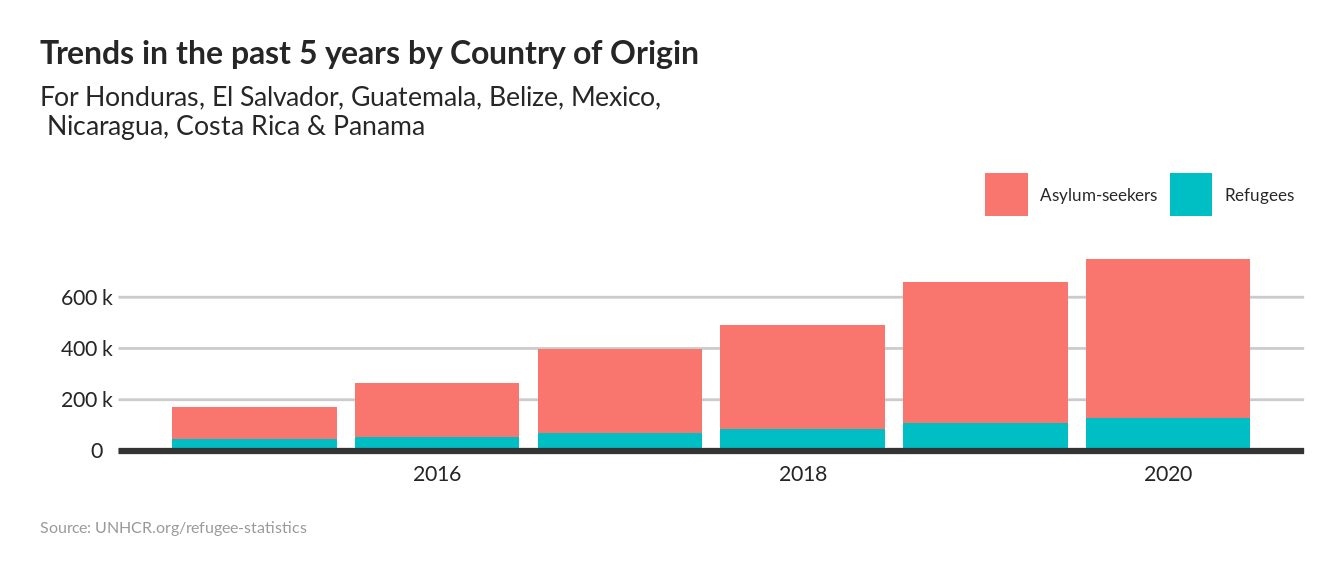 Trends in the past 5 years by Country of Origin
For Honduras, El Salvador, Guatemala, Belize, Mexico,
Nicaragua, Costa Rica & Panama
Asylum-seekers
Refugees
600 k
400 k
200 k
0
2016
2018
2020
Source: UNHCR.org/refugee-statistics